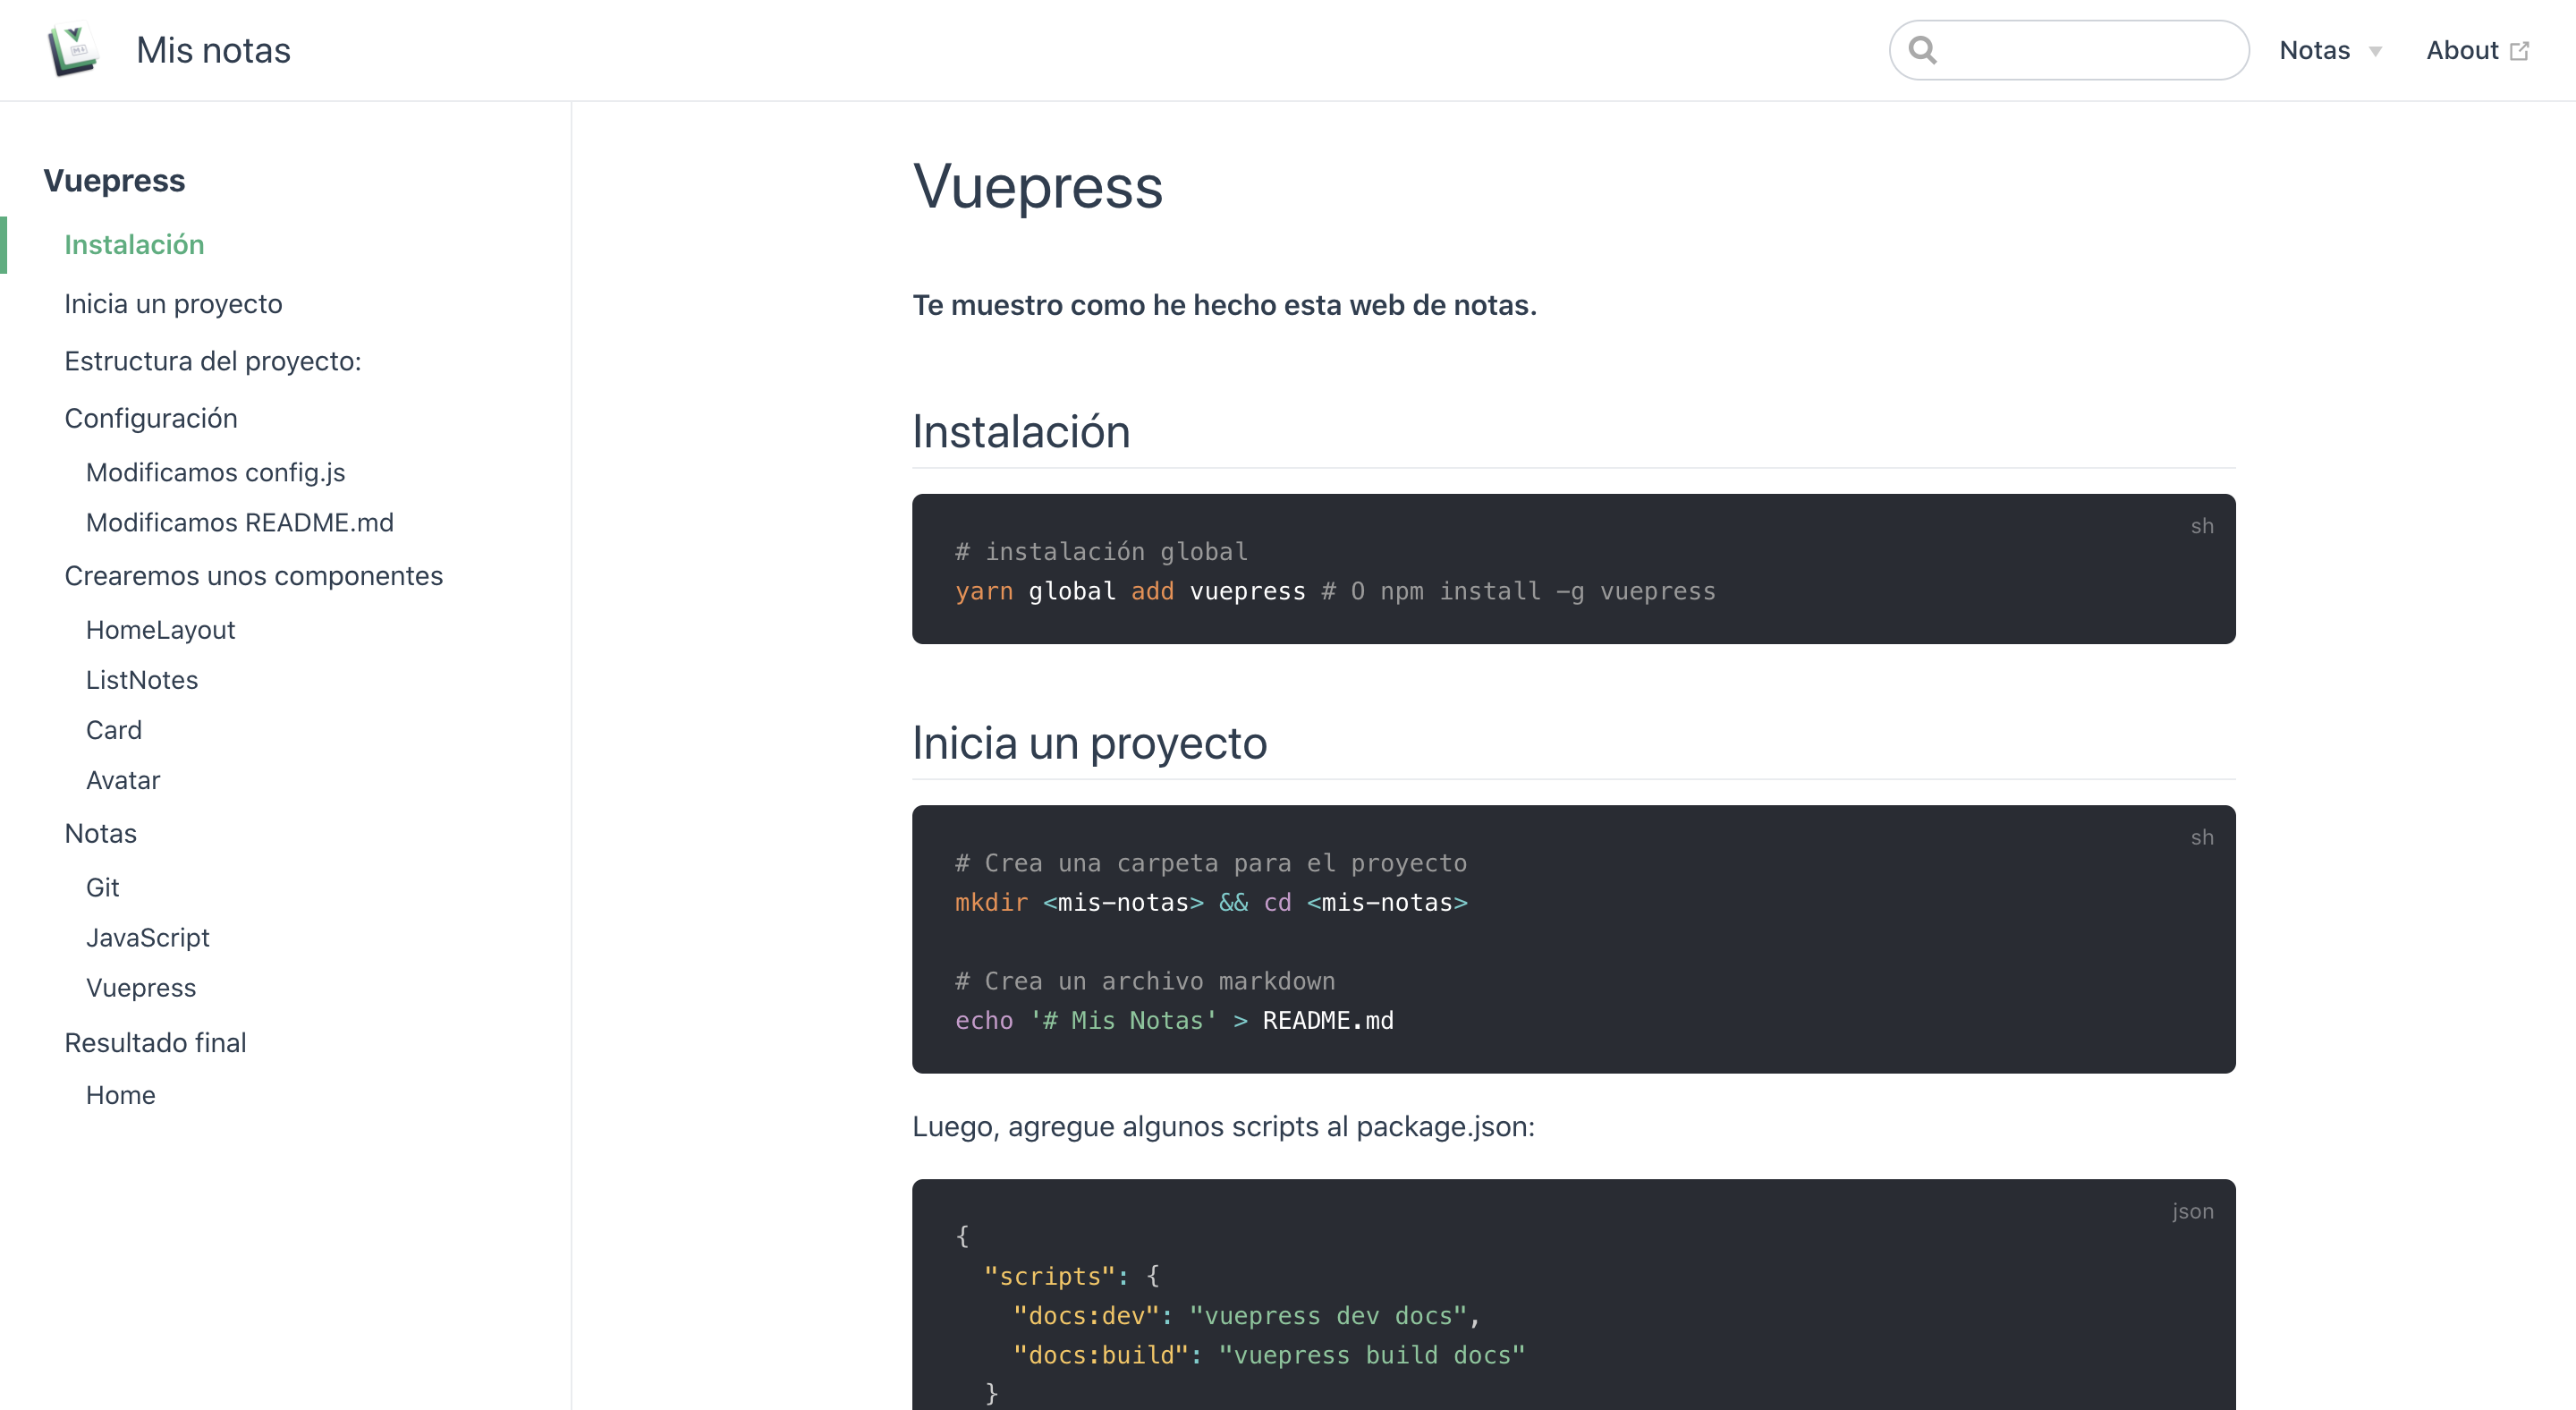 Mis notas
Notas
About
Vuepress
Instalación
Inicia un proyecto
Estructura del proyecto:
Configuración
Modificamos config.js
Modificamos README.md
Crearemos unos componentes
HomeLayout
ListNotes
Card
Avatar
Notas
Git
JavaScript
Vuepress
Resultado final
Home
Vuepress
Te muestro como he hecho esta web de notas.
Instalación
sh
# instalación global
yarn global add vuepress # O npm install -g vuepress
Inicia un proyecto
sh
# Crea una carpeta para el proyecto
mkdir <mis-notas> && cd <mis-notas>
# Crea un archivo markdown
echo '# Mis Notas' > README.md
Luego, agregue algunos scripts al package.json:
json
{
"scripts": {
"docs:dev": "vuepress dev docs",
"docs:build": "vuepress build docs"
}